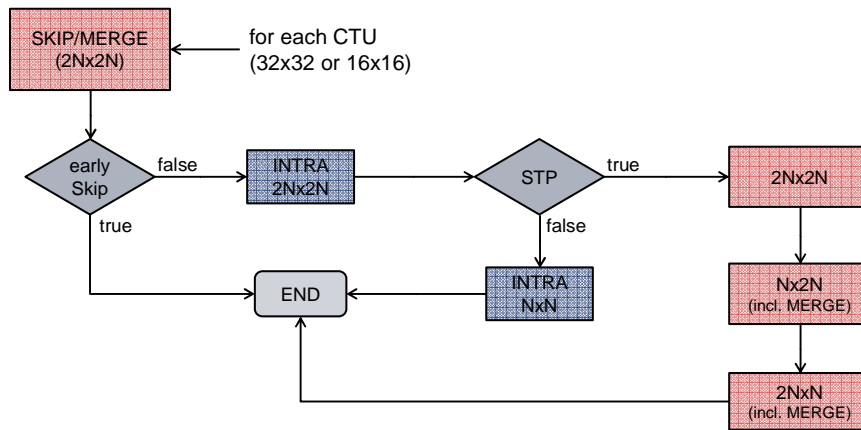 SKIP/MERGE
(2Nx2N)
for each CTU
(32x32 or 16x16)
early
Skip
false
true
INTRA
2Nx2N
STP
true
false
2Nx2N
END
INTRA
NxN
Nx2N
(incl. MERGE)
2NxN
(incl. MERGE)